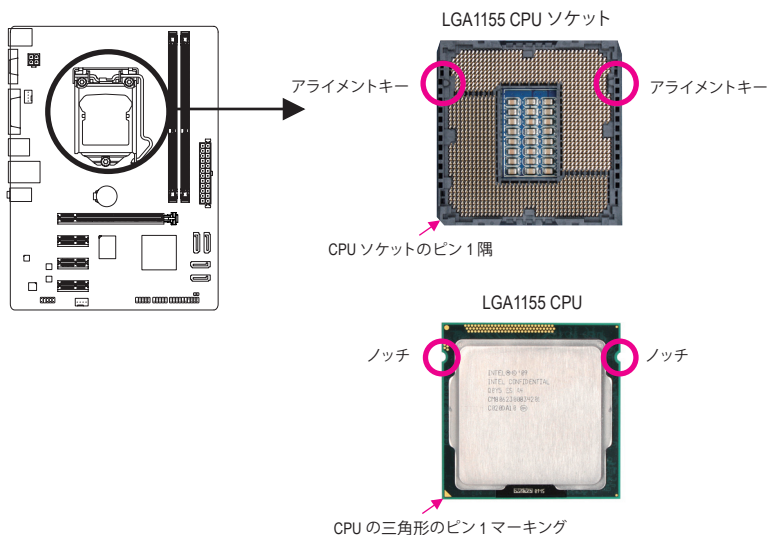 LGA1155 CPU ソケット
アライメントキー
アライメントキー
CPU ソケットのピン 1 隅
LGA1155 CPU
ノッチ
ノッチ
INTEL CONFIDENTIAL
CPU の三角形のピン 1 マーキング